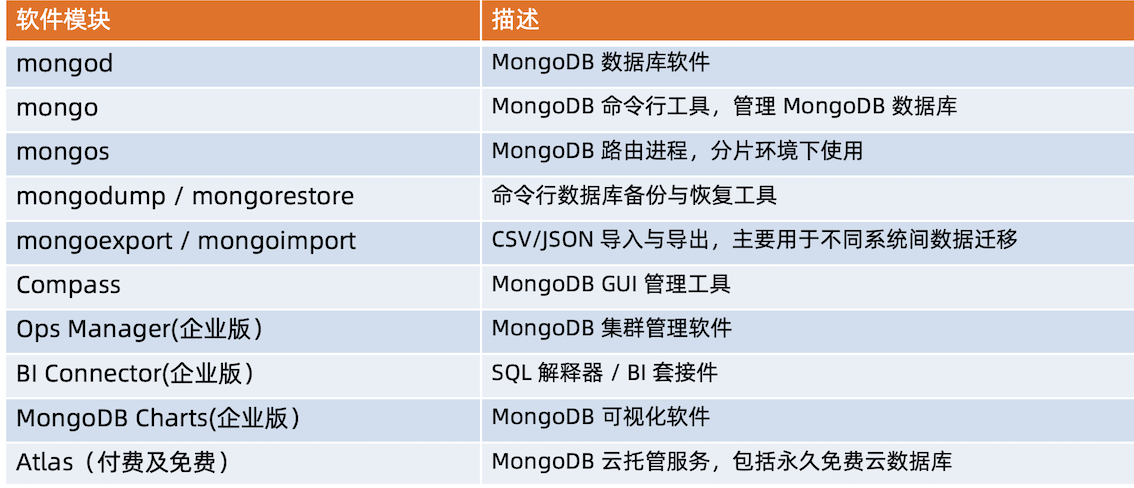 软件模块 描述
mongod MongoDB 数据库软件
mongo MongoDB 命令行工具，管理 MongoDB 数据库
mongos MongoDB 路由进程，分片环境下使用
mongodump / mongorestore 命令行数据库备份与恢复工具
mongoexport / mongoimport CSV/JSON 导入与导出，主要用于不同系统间数据迁移
Compass MongoDB GUI 管理工具
Ops Manager(企业版） MongoDB 集群管理软件
BI Connector(企业版） SQL 解释器 / BI 套接件
MongoDB Charts(企业版） MongoDB 可视化软件
Atlas（付费及免费） MongoDB 云托管服务，包括永久免费云数据库